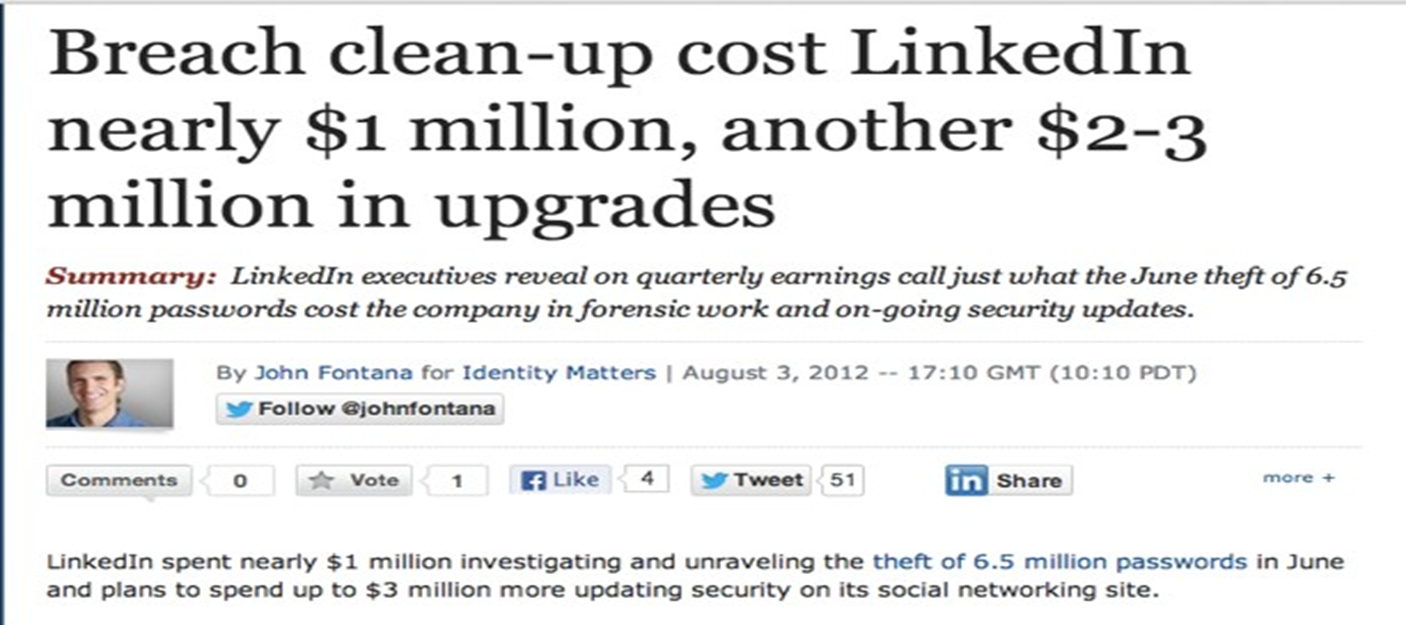 Breach clean-up cost LinkedIn
nearly $1 million, another $2-3
million in upgrades
Summary: LinkedIn executives reveal on quarterly earnings call just what the June theft of 6.5
million passwords cost the company in forensic work and on-going security updates.
By John Fontana for Identity Matters | August 3, 2012 -- 17:10 GMT (10:10 PDT)
Follow @johnfontana
Comments 0 Vote 1 Like 4 Tweet 51 in Share more +
LinkedIn spent nearly $1 million investigating and unraveling the theft of 6.5 million passwords in June
and plans to spend up to $3 million more updating security on its social networking site.